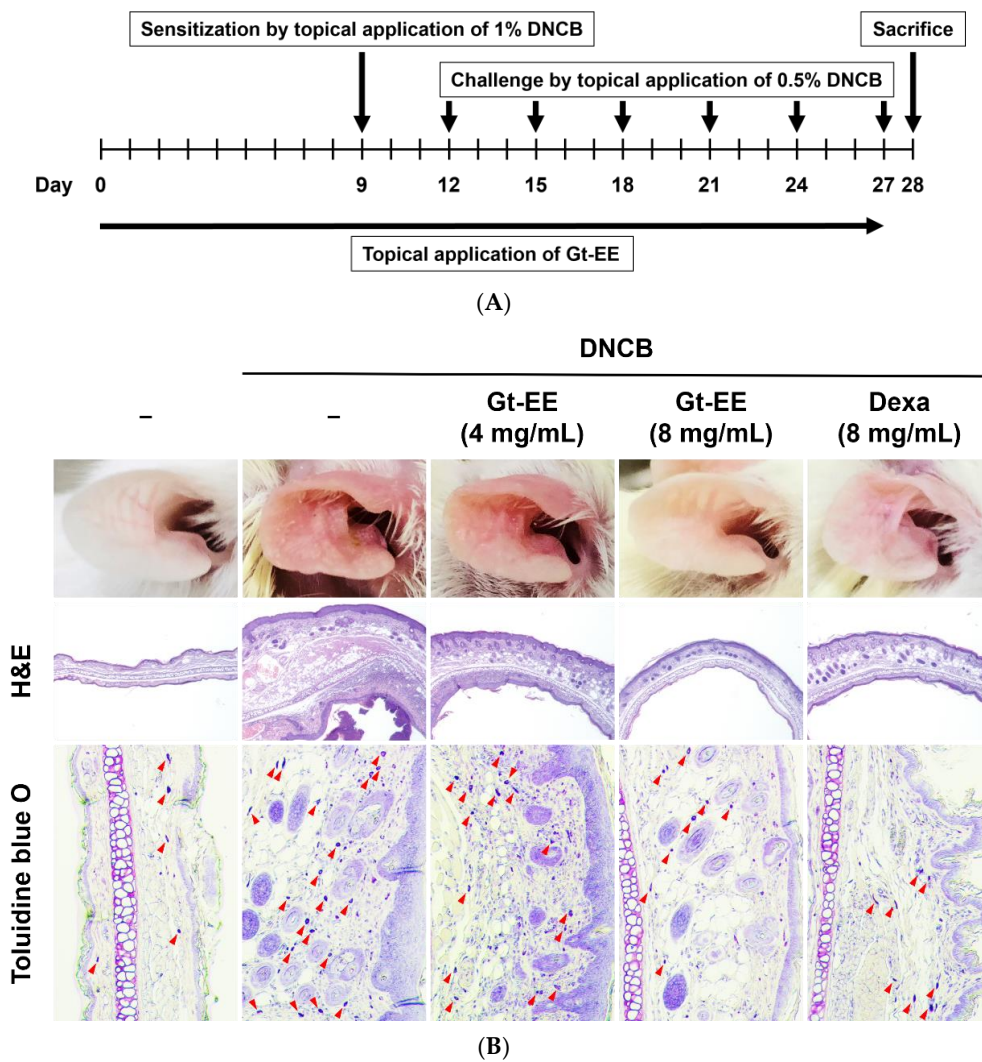 Sensitization by topical application of 1% DNCB
Sacrifice
Challenge by topical application of 0.5% DNCB
Day 0 9 12 15 18 21 24 27 28
Topical application of Gt-EE
(A)
DNCB
– – Gt-EE (4 mg/mL) Gt-EE (8 mg/mL) Dexa (8 mg/mL)
H&E
Toluidine blue O
(B)